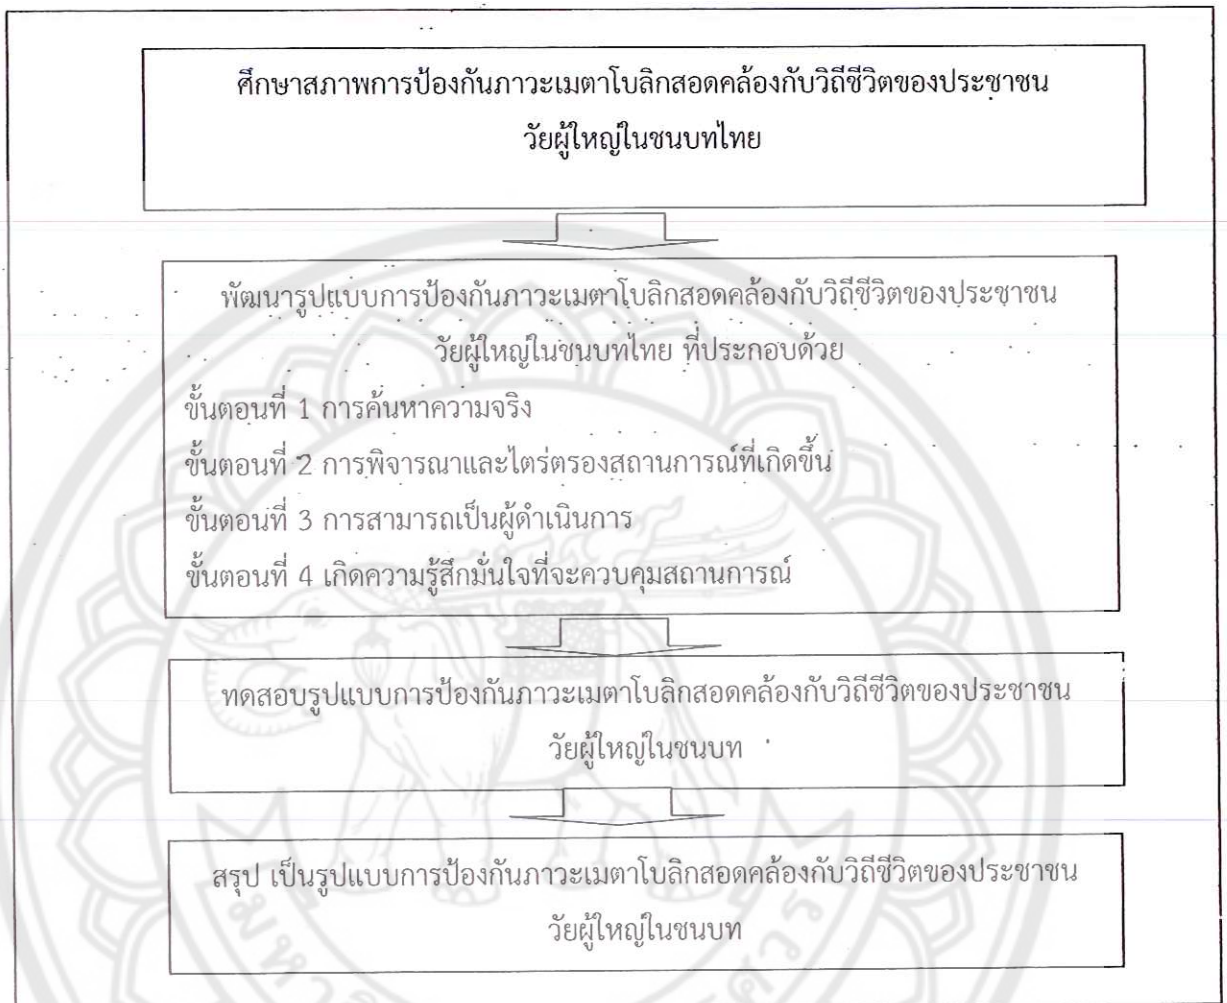 ศึกษาสภาพการป้องกันภาวะเมตาโบลิกสอดคล้องกับวิถีชีวิตของประชาชน
วัยผู้ใหญ่ในชนบทไทย
พัฒนารูปแบบการป้องกันภาวะเมตาโบลิกสอดคล้องกับวิถีชีวิตของประชาชน
วัยผู้ใหญ่ในชนบทไทย ที่ประกอบด้วย
ขั้นตอนที่ 1 การค้นหาความจริง
ขั้นตอนที่ 2 การพิจารณาและไตร่ตรองสถานการณ์ที่เกิดขึ้น
ขั้นตอนที่ 3 การสามารถเป็นผู้ดำเนินการ
ขั้นตอนที่ 4 เกิดความรู้สึกมั่นใจที่จะควบคุมสถานการณ์
ทดสอบรูปแบบการป้องกันภาวะเมตาโบลิกสอดคล้องกับวิถีชีวิตของประชาชน
วัยผู้ใหญ่ในชนบท
สรุป เป็นรูปแบบการป้องกันภาวะเมตาโบลิกสอดคล้องกับวิถีชีวิตของประชาชน
วัยผู้ใหญ่ในชนบท